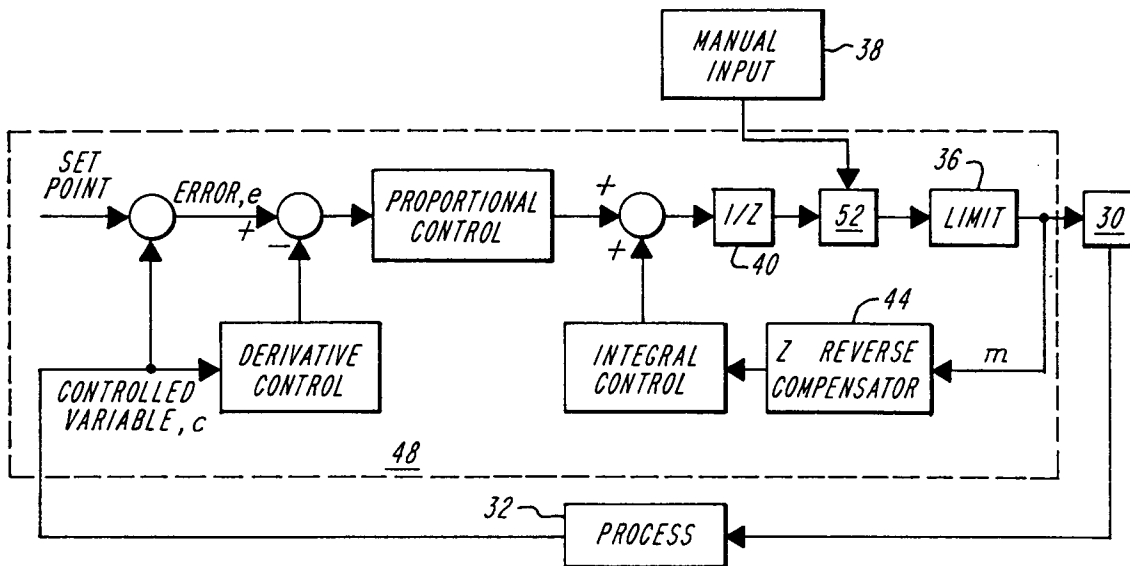 MANUAL
INPUT
38
SET
POINT
ERROR, e
+
−
PROPORTIONAL
CONTROL
+
+
1/Z
40
52
36
LIMIT
30
DERIVATIVE
CONTROL
CONTROLLED
VARIABLE, c
INTEGRAL
CONTROL
44
Z REVERSE
COMPENSATOR
m
48
32
PROCESS